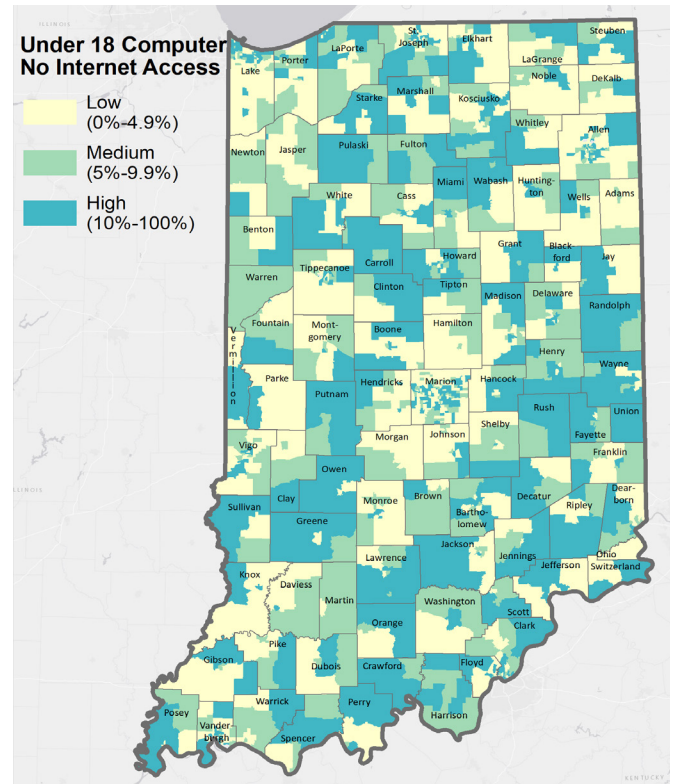 ILLINOIS
Under 18 Computer
No Internet Access
Low
(0%-4.9%)
Medium
(5%-9.9%)
High
(10%-100%)
Lake
Porter
LaPorte
St.
Joseph
Elkhart
LaGrange
Steuben
Noble
DeKalb
Starke
Marshall
Kosciusko
Whitley
Allen
Newton
Jasper
Pulaski
Fulton
Miami
Wabash
Hunting-
ton
Wells
Adams
White
Cass
Benton
Carroll
Howard
Grant
Black-
ford
Jay
Warren
Tippecanoe
Clinton
Tipton
Madison
Delaware
Randolph
Fountain
Mont-
gomery
Boone
Hamilton
Henry
Wayne
Vermillion
Parke
Putnam
Hendricks
Marion
Hancock
Rush
Fayette
Union
Vigo
Morgan
Johnson
Shelby
Franklin
Clay
Owen
Monroe
Brown
Bartho-
lomew
Decatur
Ripley
Dear-
born
ILLINOIS
Sullivan
Greene
Jackson
Jennings
Jefferson
Ohio
Switzerland
Knox
Daviess
Martin
Lawrence
Washington
Scott
Clark
Orange
Gibson
Pike
Dubois
Crawford
Floyd
Harrison
Posey
Vander-
burgh
Warrick
Spencer
Perry
KENTUCKY